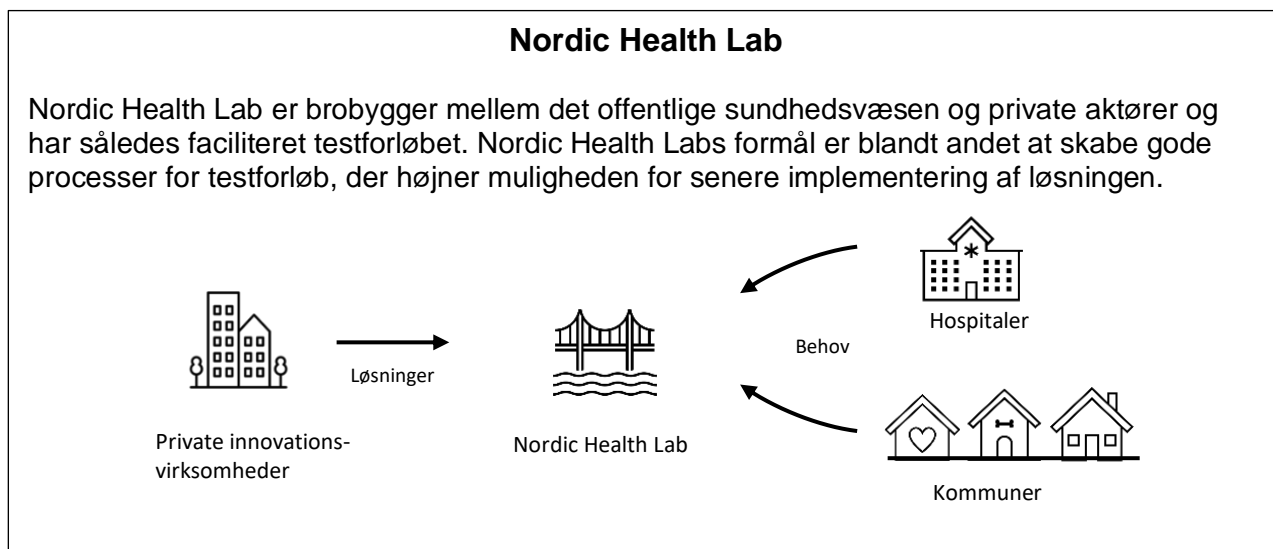 Nordic Health Lab
Nordic Health Lab er brobygger mellem det offentlige sundhedsvæsen og private aktører og
har således faciliteret testforløbet. Nordic Health Labs formål er blandt andet at skabe gode
processer for testforløb, der højner muligheden for senere implementering af løsningen.
Hospitaler
Behov
Løsninger
Private innovations-
virksomheder
Nordic Health Lab
Kommuner